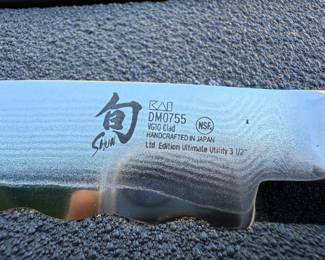 旬
SHUN
KAI
DM0755
VG10 Clad
HANDCRAFTED IN JAPAN
Ltd. Edition Ultimate Utility 3 1/2"
NSF.